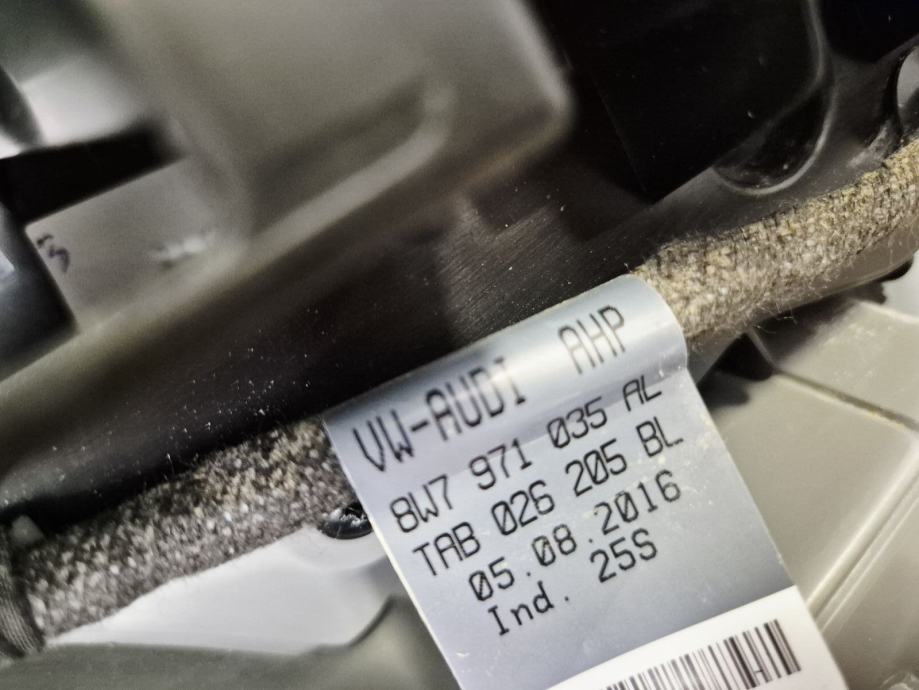 VW-AUDI AHP
8W7 971 035 AL
TAB 026 205 BL
05.08.2016
Ind. 25S